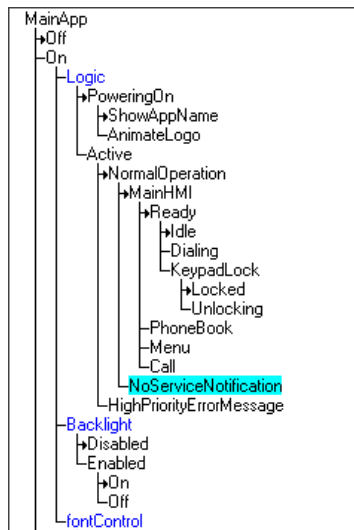 MainApp
Off
On
Logic
PoweringOn
ShowAppName
AnimateLogo
Active
NormalOperation
MainHMI
Ready
Idle
Dialing
KeypadLock
Locked
Unlocking
PhoneBook
Menu
Call
NoServiceNotification
HighPriorityErrorMessage
Backlight
Disabled
Enabled
On
Off
fontControl